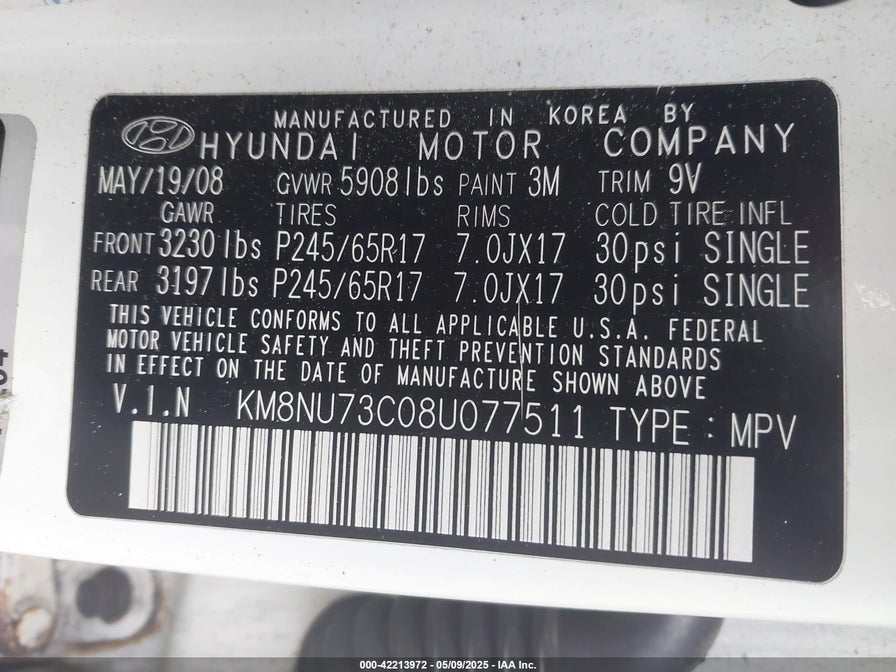 MANUFACTURED IN KOREA BY
HYUNDAI MOTOR COMPANY
MAY/19/08 GVWR 5908lbs PAINT 3M TRIM 9V
GAWR TIRES RIMS COLD TIRE INFL
FRONT 3230lbs P245/65R17 7.0JX17 30psi SINGLE
REAR 3197lbs P245/65R17 7.0JX17 30psi SINGLE
THIS VEHICLE CONFORMS TO ALL APPLICABLE U.S.A. FEDERAL
MOTOR VEHICLE SAFETY AND THEFT PREVENTION STANDARDS
IN EFFECT ON THE DATE OF MANUFACTURE SHOWN ABOVE
V.I.N KM8NU73C08U077511 TYPE : MPV
000-42213972 - 05/09/2025 - IAA Inc.